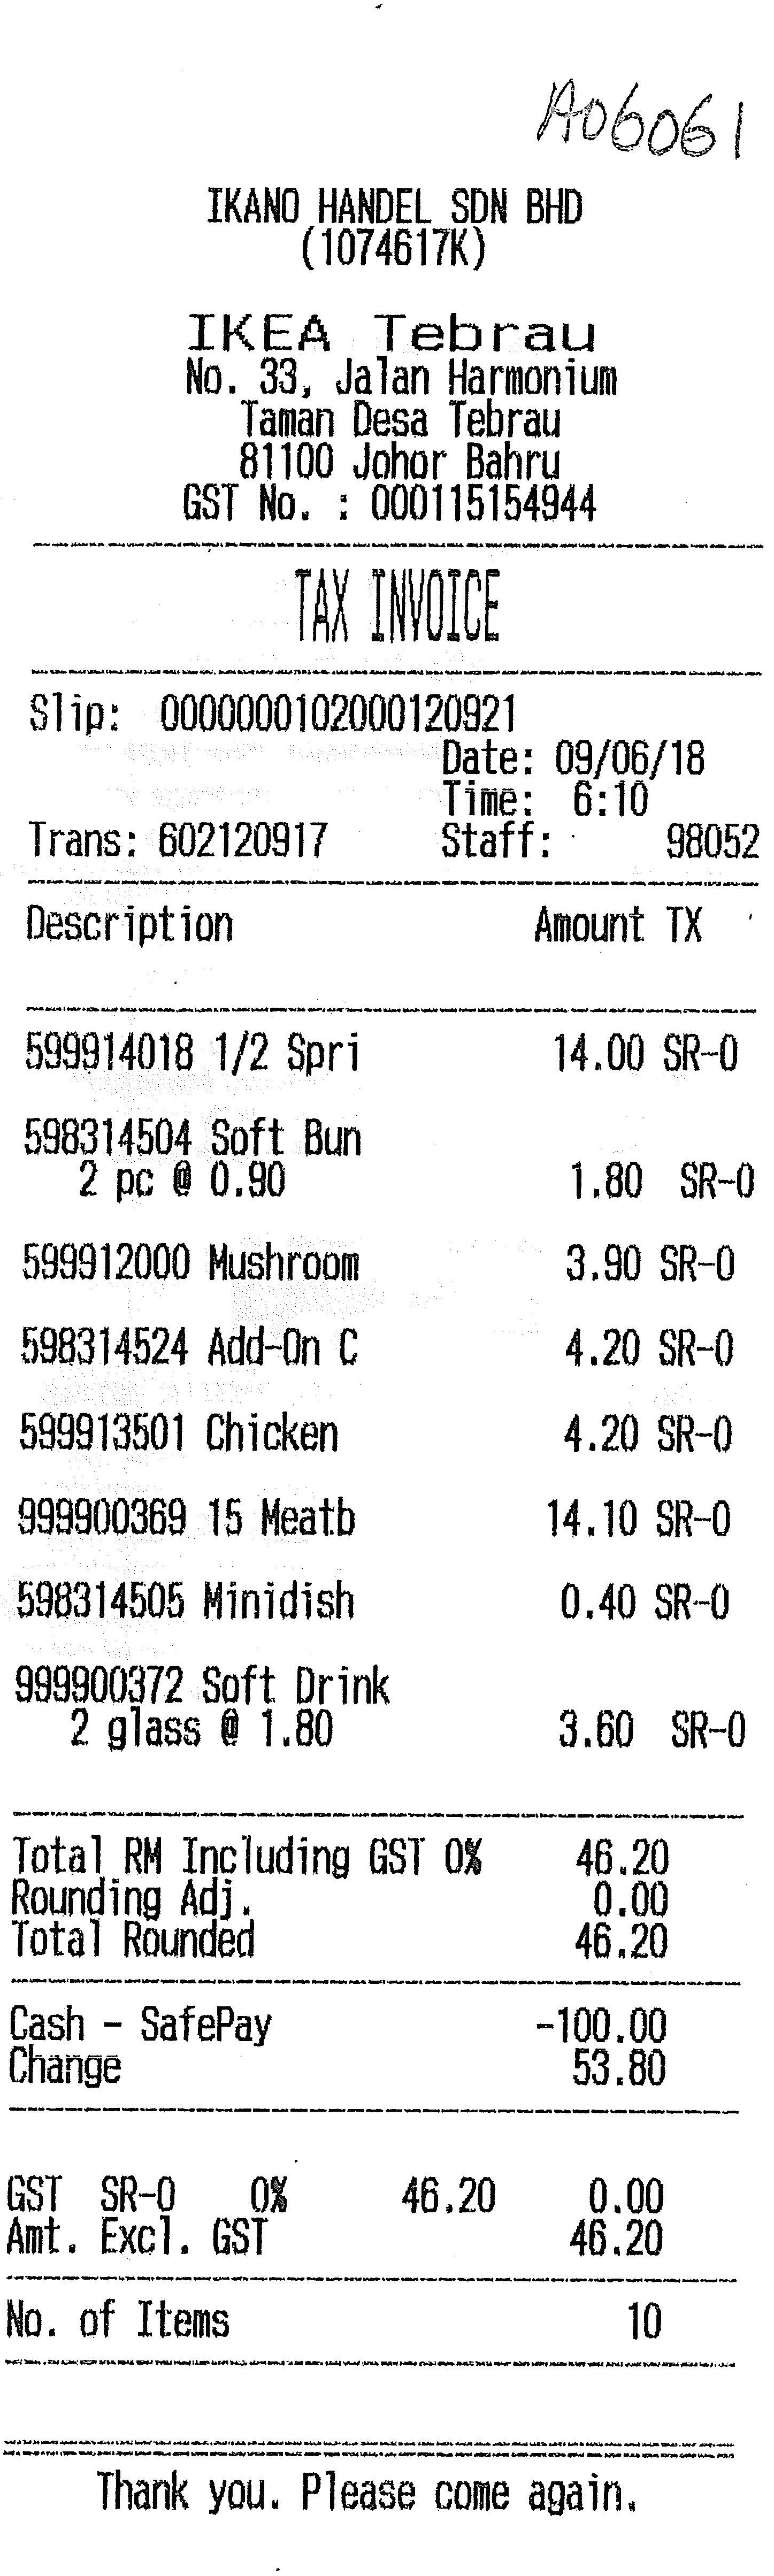 A06061
IKANO HANDEL SDN BHD
(1074617K)
IKEA Tebrau
No. 33, Jalan Harmonium
Taman Desa Tebrau
81100 Johor Bahru
GST No. : 000115154944
TAX INVOICE
Slip: 0000000102000120921
Date: 09/06/18
Time: 6:10
Trans: 602120917 Staff: 98052
Description Amount TX
599914018 1/2 Spri 14.00 SR-0
598314504 Soft Bun
2 pc @ 0.90 1.80 SR-0
599912000 Mushroom 3.90 SR-0
598314524 Add-On C 4.20 SR-0
599913501 Chicken 4.20 SR-0
999900369 15 Meatb 14.10 SR-0
598314505 Minidish 0.40 SR-0
999900372 Soft Drink
2 glass @ 1.80 3.60 SR-0
Total RM Including GST 0% 46.20
Rounding Adj. 0.00
Total Rounded 46.20
Cash - SafePay -100.00
Change 53.80
GST SR-0 0% 46.20 0.00
Amt. Excl. GST 46.20
No. of Items 10
Thank you. Please come again.